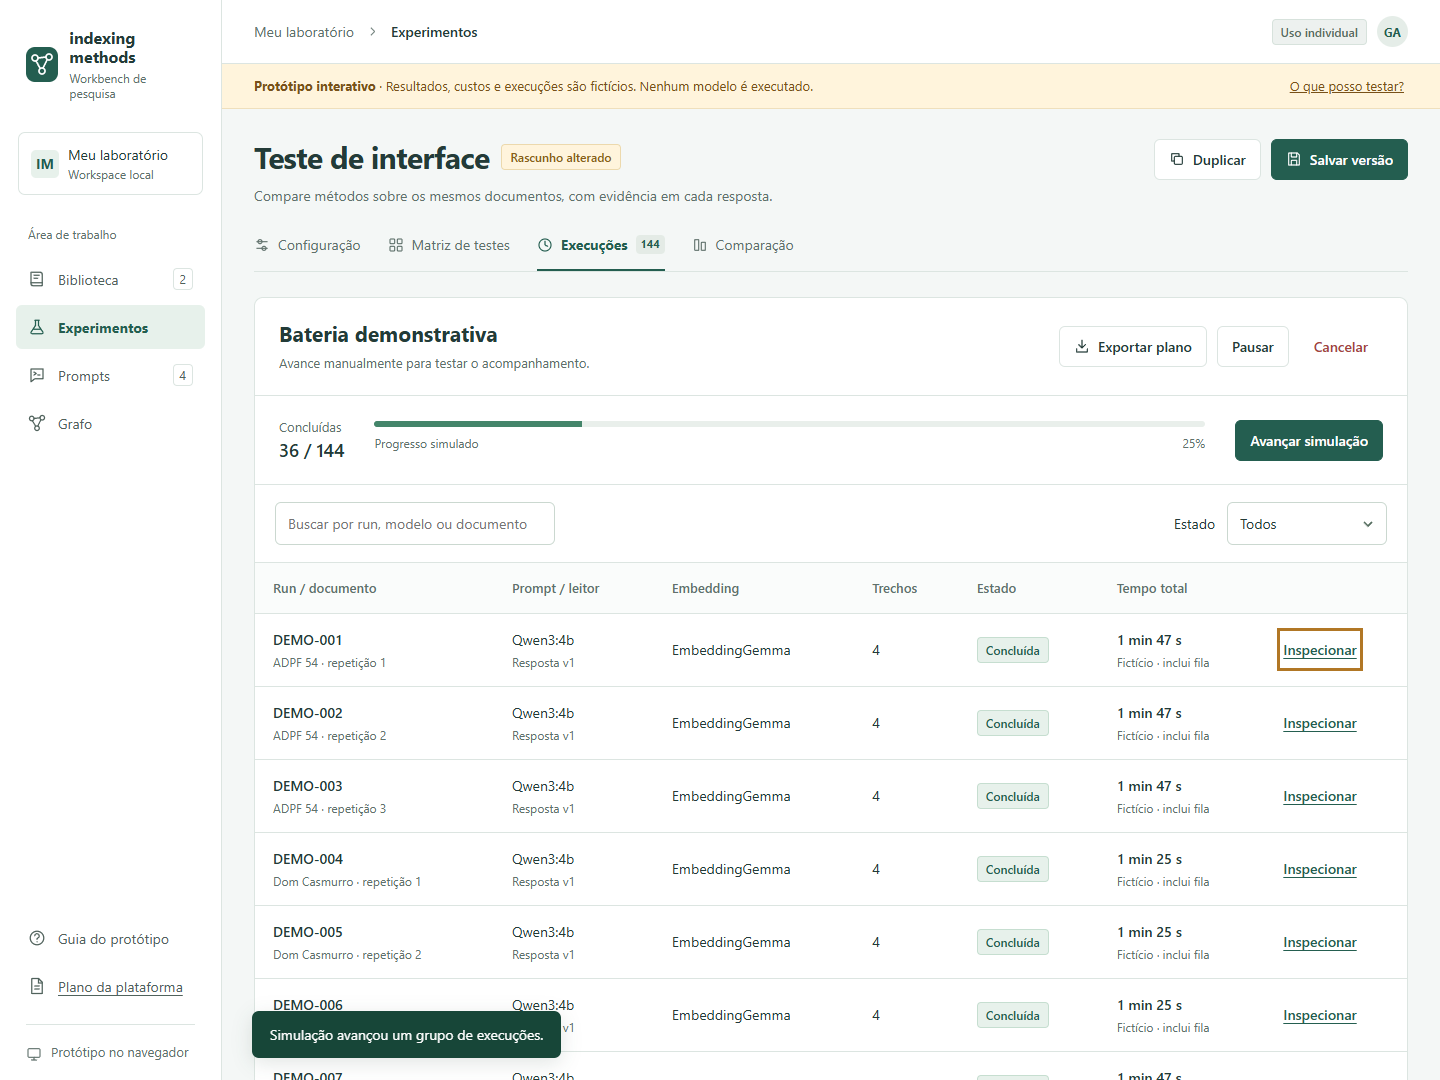 indexing
methods
Workbench de
pesquisa
IM
Meu laboratório
Workspace local
Área de trabalho
Biblioteca 2
Experimentos
Prompts 4
Grafo
Guia do protótipo
Plano da plataforma
Protótipo no navegador
Meu laboratório > Experimentos
Uso individual GA
Protótipo interativo · Resultados, custos e execuções são fictícios. Nenhum modelo é executado.
O que posso testar?
Teste de interface Rascunho alterado
Duplicar Salvar versão
Compare métodos sobre os mesmos documentos, com evidência em cada resposta.
Configuração Matriz de testes Execuções 144 Comparação
Bateria demonstrativa
Avance manualmente para testar o acompanhamento.
Exportar plano Pausar Cancelar
Concluídas
36 / 144
Progresso simulado 25%
Avançar simulação
Buscar por run, modelo ou documento
Estado Todos
Run / documento Prompt / leitor Embedding Trechos Estado Tempo total
DEMO-001 Qwen3:4b EmbeddingGemma 4 Concluída 1 min 47 s Inspecionar
ADPF 54 · repetição 1 Resposta v1 Fictício · inclui fila
DEMO-002 Qwen3:4b EmbeddingGemma 4 Concluída 1 min 47 s Inspecionar
ADPF 54 · repetição 2 Resposta v1 Fictício · inclui fila
DEMO-003 Qwen3:4b EmbeddingGemma 4 Concluída 1 min 47 s Inspecionar
ADPF 54 · repetição 3 Resposta v1 Fictício · inclui fila
DEMO-004 Qwen3:4b EmbeddingGemma 4 Concluída 1 min 25 s Inspecionar
Dom Casmurro · repetição 1 Resposta v1 Fictício · inclui fila
DEMO-005 Qwen3:4b EmbeddingGemma 4 Concluída 1 min 25 s Inspecionar
Dom Casmurro · repetição 2 Resposta v1 Fictício · inclui fila
DEMO-006 Qwen3:4b EmbeddingGemma 4 Concluída 1 min 25 s Inspecionar
v1 Fictício · inclui fila
Simulação avançou um grupo de execuções.
DEMO-007 Qwen3:4b 1 min 47 s